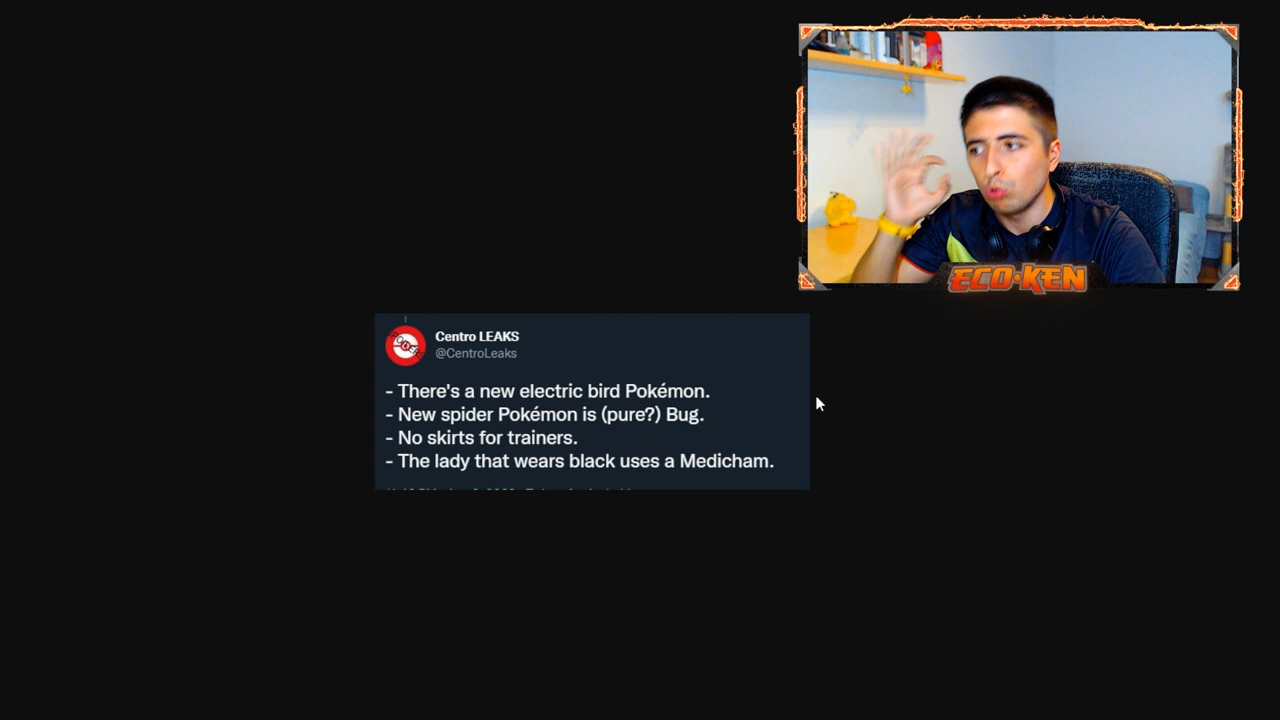 ECO•KEN
Centro LEAKS
@CentroLeaks
- There's a new electric bird Pokémon.
- New spider Pokémon is (pure?) Bug.
- No skirts for trainers.
- The lady that wears black uses a Medicham.